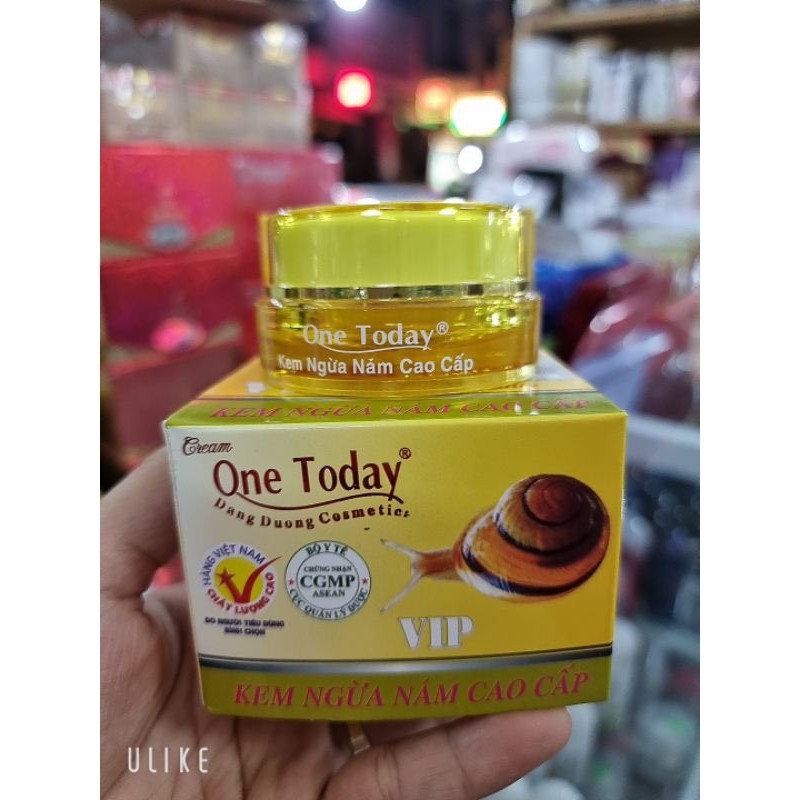 One Today®
Kem Ngừa Nám Cao Cấp
KEM NGỪA NÁM CAO CẤP
Cream
One Today®
Dang Duong Cosmetics
HÀNG VIỆT NAM
CHẤT LƯỢNG CAO
DO NGƯỜI TIÊU DÙNG
BÌNH CHỌN
BỘ Y TẾ
CHỨNG NHẬN
CGMP
ASEAN
CỤC QUẢN LÝ DƯỢC
VIP
KEM NGỪA NÁM CAO CẤP
ULIKE